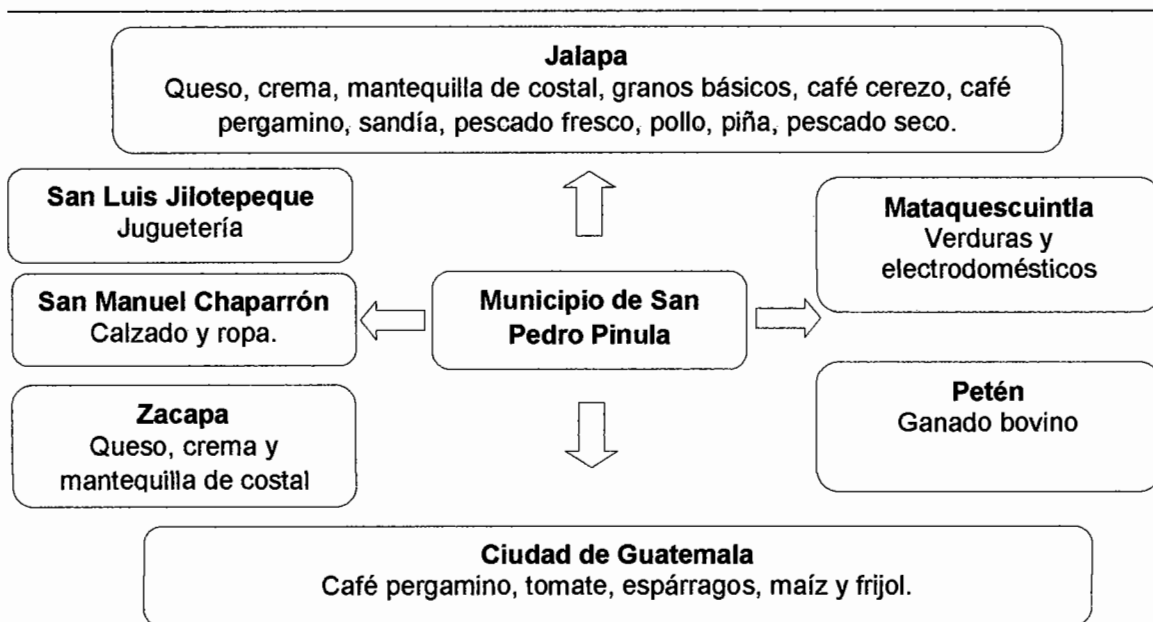 Jalapa
Queso, crema, mantequilla de costal, granos básicos, café cerezo, café
pergamino, sandía, pescado fresco, pollo, piña, pescado seco.
San Luis Jilotepeque
Juguetería
Mataquescuintla
Verduras y
electrodomésticos
San Manuel Chaparrón
Calzado y ropa.
Municipio de San
Pedro Pinula
Zacapa
Queso, crema y
mantequilla de costal
Petén
Ganado bovino
Ciudad de Guatemala
Café pergamino, tomate, espárragos, maíz y frijol.